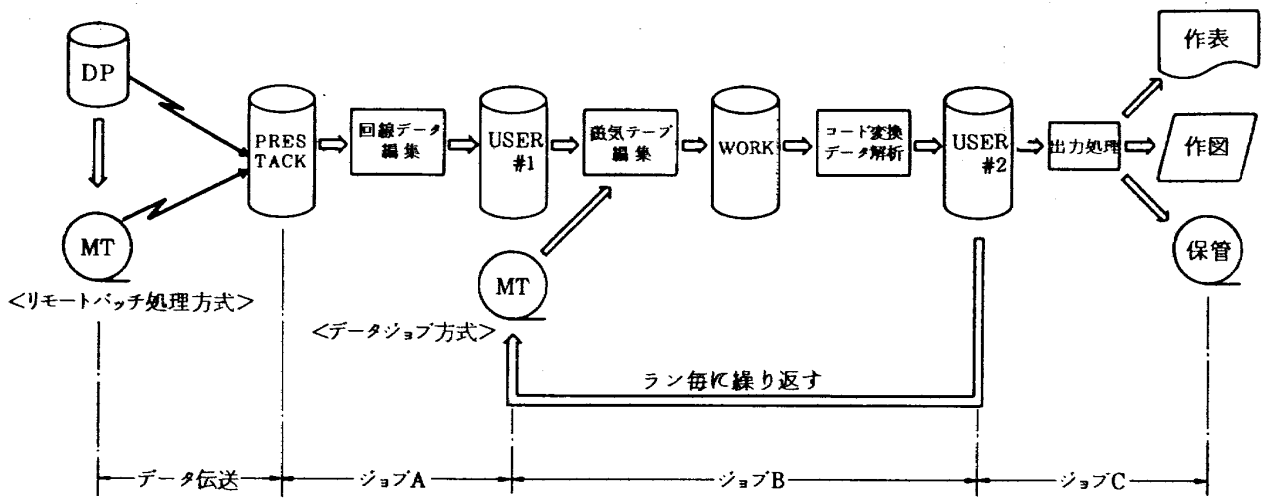 DP
MT
<リモートバッチ処理方式>
PRES
TACK
回線データ
編集
USER
#1
磁気テープ
編集
MT
<データジョブ方式>
WORK
コード変換
データ解析
USER
#2
出力処理
作表
作図
保管
ラン毎に繰り返す
データ伝送
ジョブA
ジョブB
ジョブC